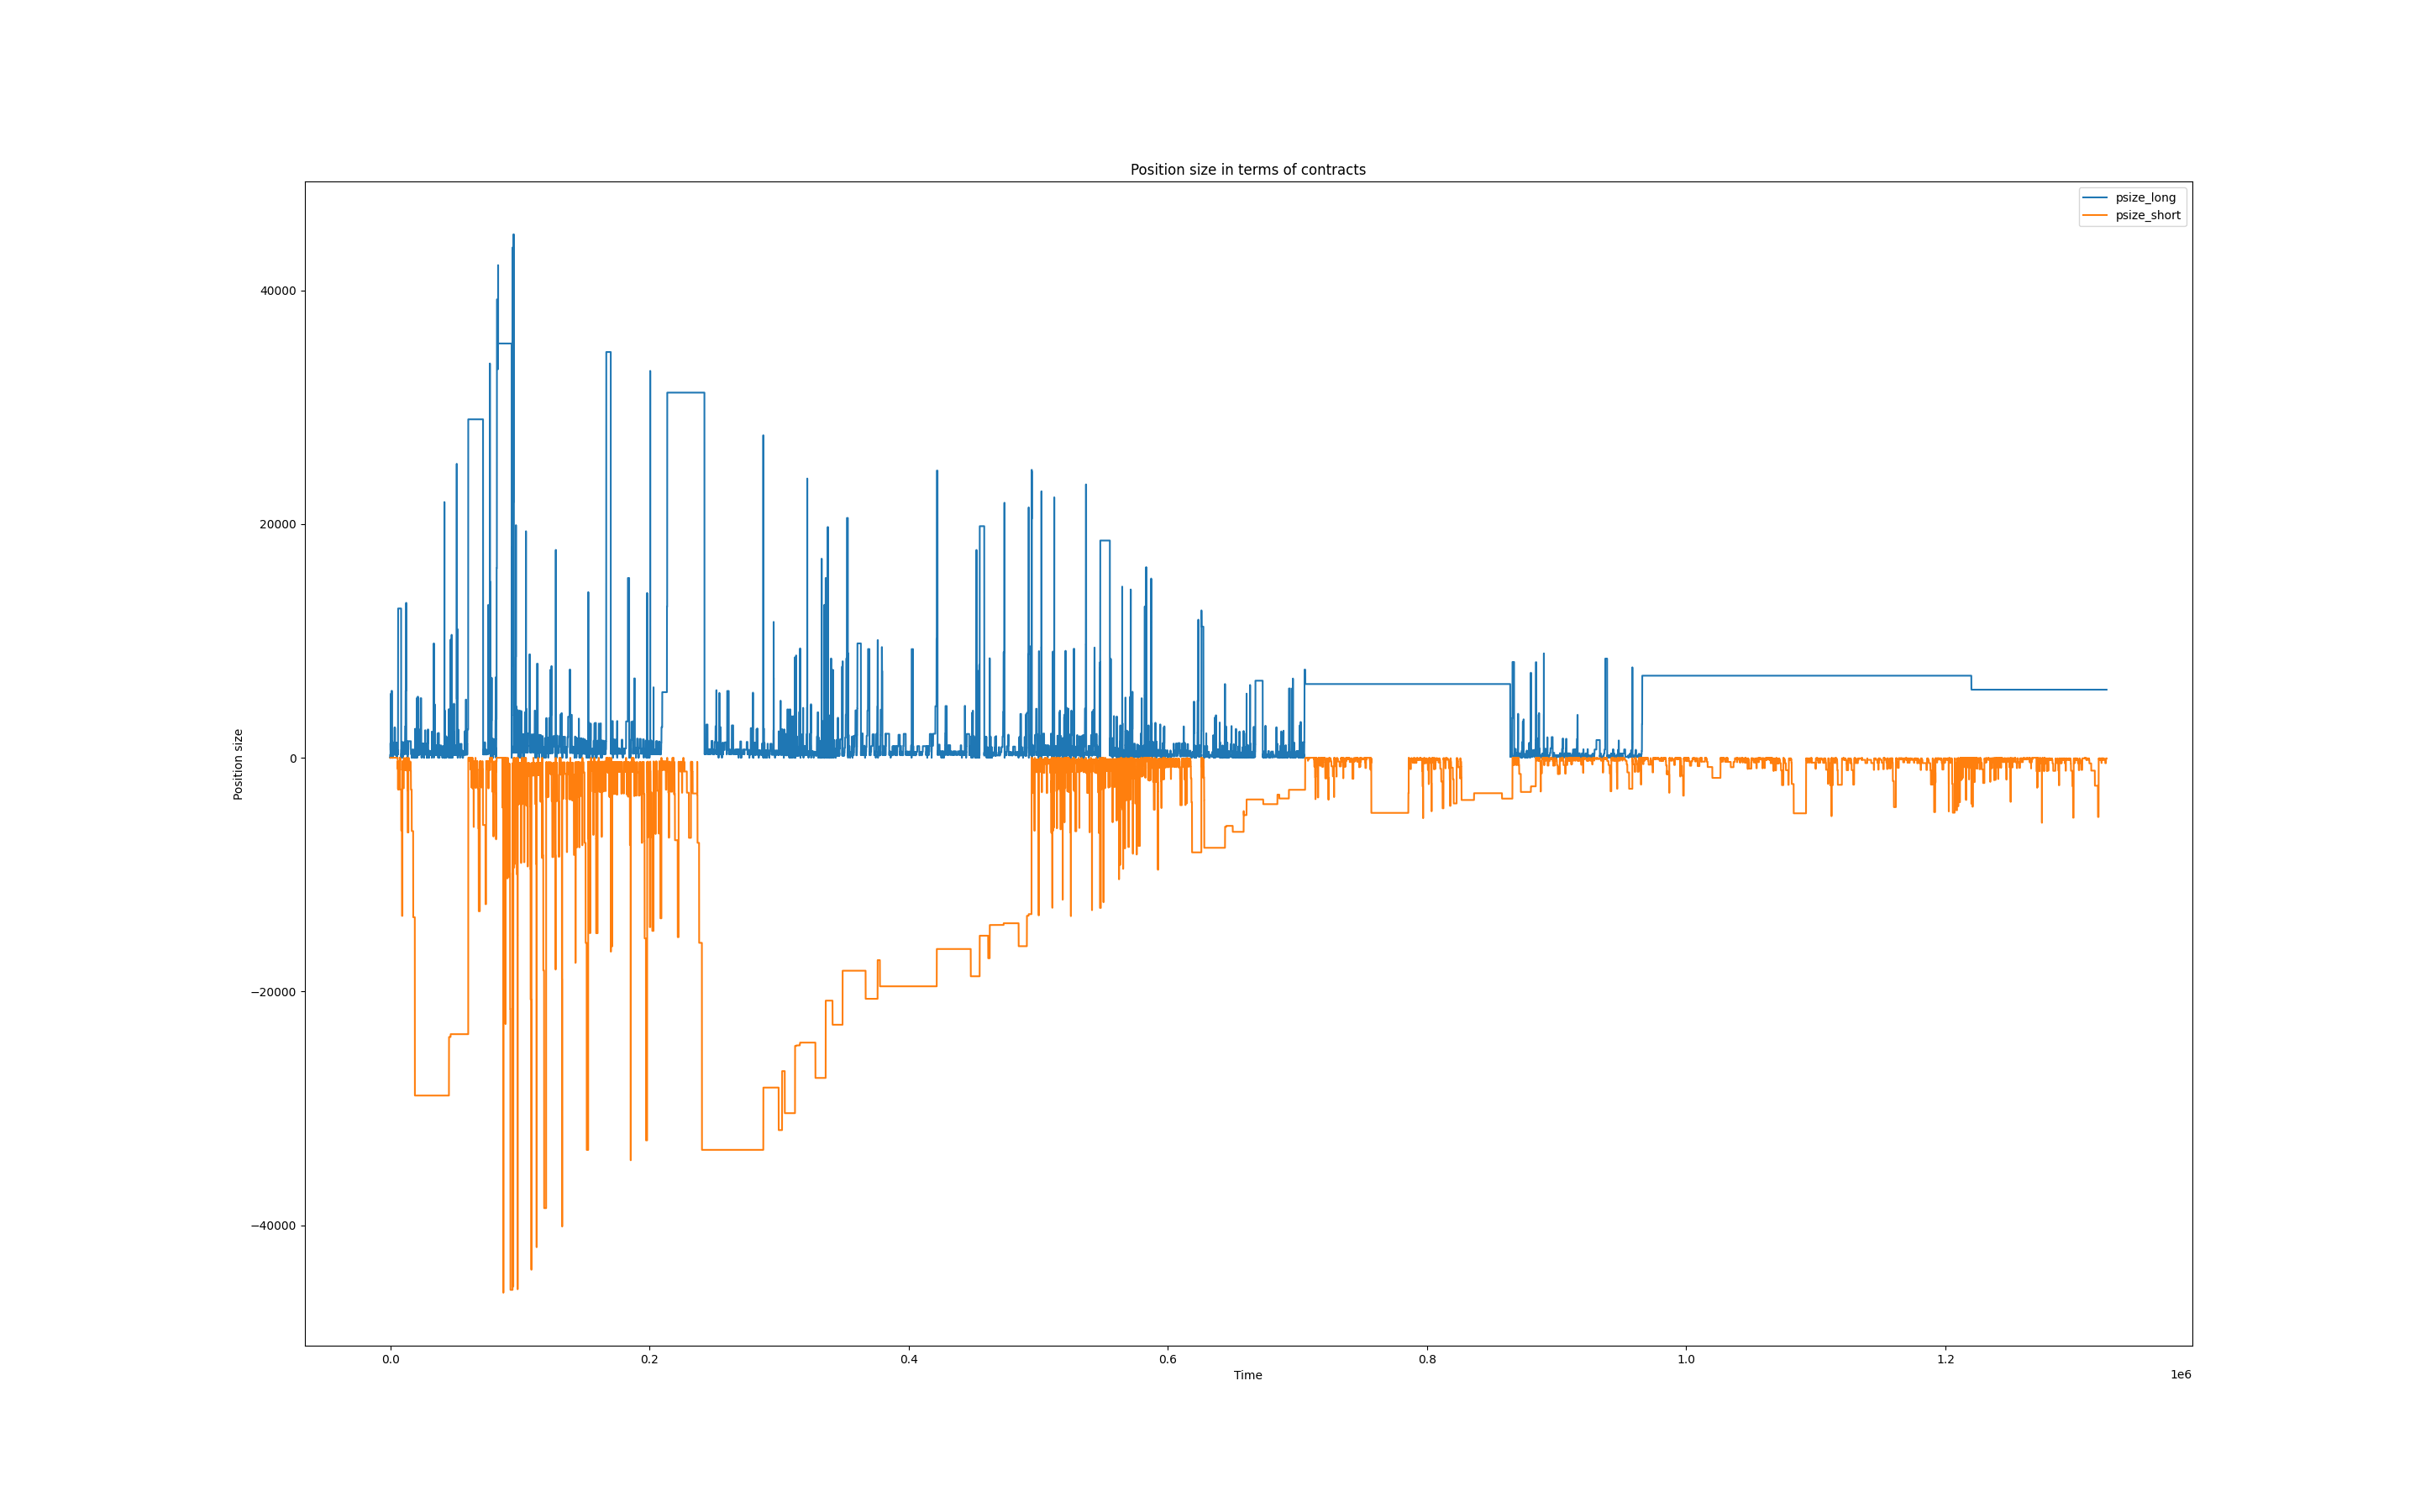 Position size in terms of contracts
psize_long
psize_short
40000
20000
0
−20000
−40000
Position size
0.0
0.2
0.4
0.6
0.8
1.0
1.2
1e6
Time